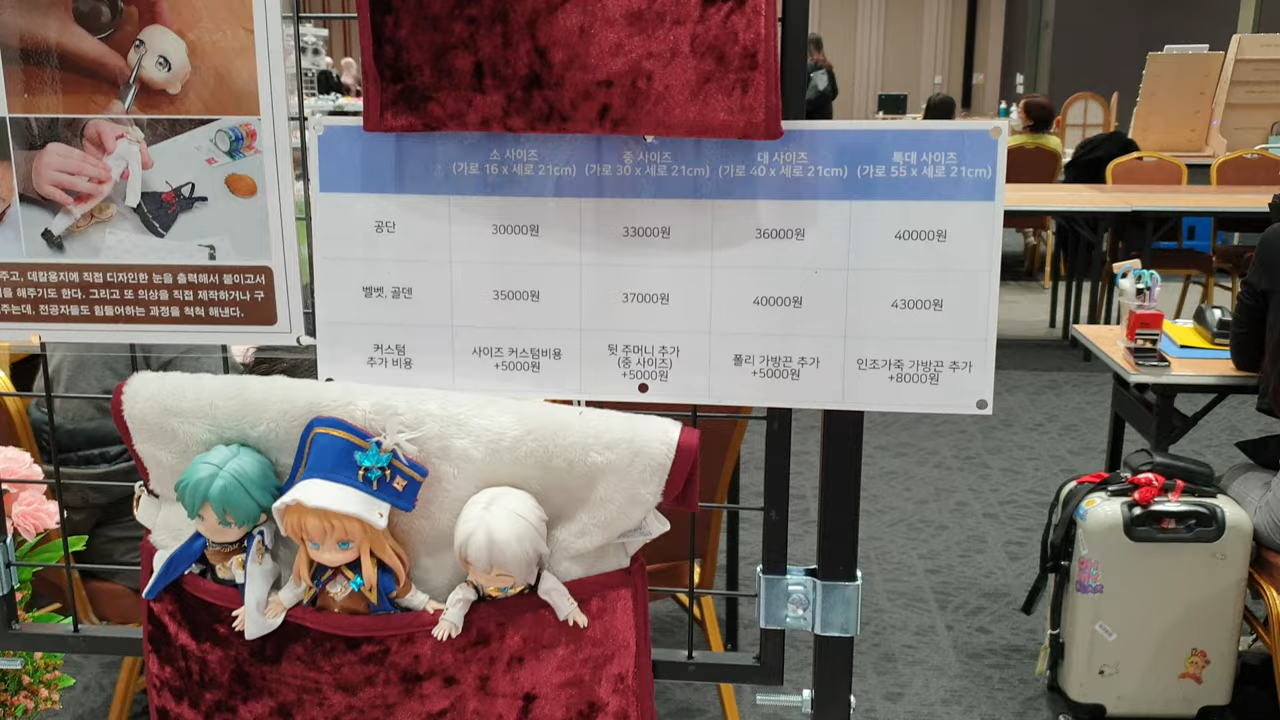 소 사이즈
(가로 16 x 세로 21cm)
중 사이즈
(가로 30 x 세로 21cm)
대 사이즈
(가로 40 x 세로 21cm)
특대 사이즈
(가로 55 x 세로 21cm)
공단
30000원
33000원
36000원
40000원
벨벳, 골덴
35000원
37000원
40000원
43000원
커스텀
추가 비용
사이즈 커스텀비용
+5000원
뒷 주머니 추가
(중 사이즈)
+5000원
폴리 가방끈 추가
+5000원
인조가죽 가방끈 추가
+8000원
주고, 데칼용지에 직접 디자인한 눈을 출력해서 붙이고서
을 해주기도 한다. 그리고 또 의상을 직접 제작하거나 구
주는데, 전공자들도 힘들어하는 과정을 척척 해낸다.